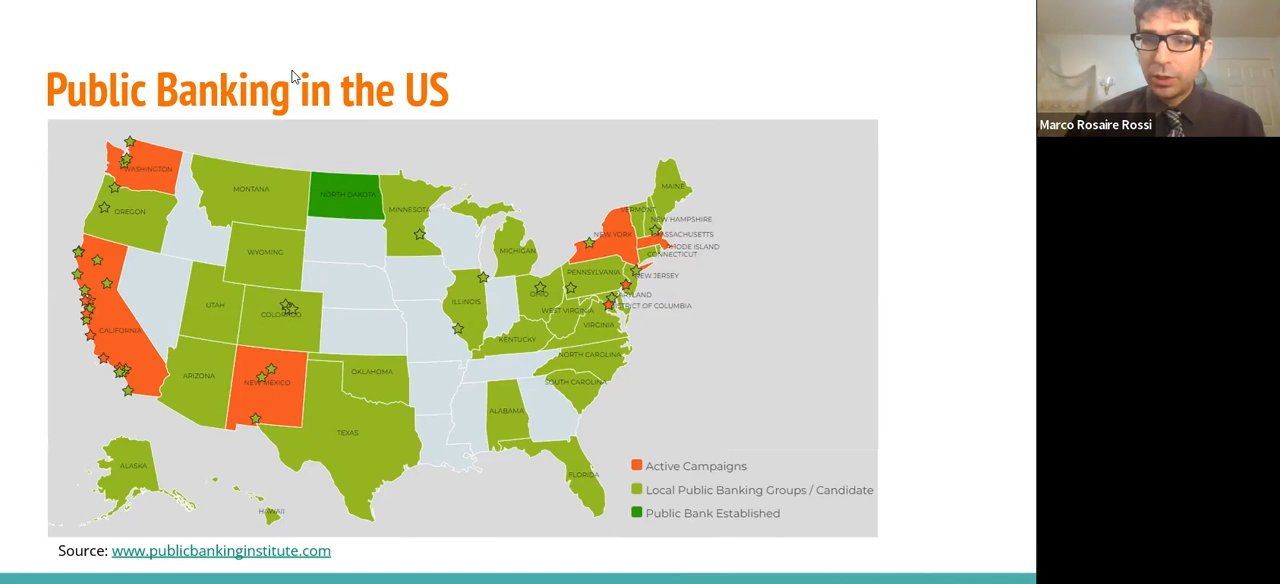 Public Banking in the US
Marco Rosaire Rossi
WASHINGTON
MONTANA
NORTH DAKOTA
MINNESOTA
MAINE
OREGON
VERMONT
NEW HAMPSHIRE
NEW YORK
MASSACHUSETTS
RHODE ISLAND
WYOMING
MICHIGAN
CONNECTICUT
PENNSYLVANIA
NEW JERSEY
UTAH
COLORADO
ILLINOIS
OHIO
MARYLAND
DISTRICT OF COLUMBIA
WEST VIRGINIA
VIRGINIA
CALIFORNIA
KENTUCKY
NORTH CAROLINA
ARIZONA
NEW MEXICO
OKLAHOMA
SOUTH CAROLINA
ALABAMA
TEXAS
ALASKA
HAWAII
FLORIDA
Active Campaigns
Local Public Banking Groups / Candidate
Public Bank Established
Source: www.publicbankinginstitute.com